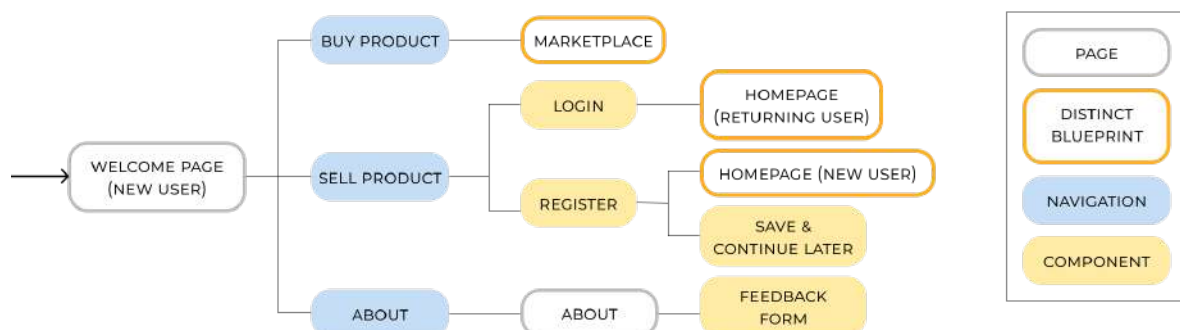 BUY PRODUCT
MARKETPLACE
PAGE
LOGIN
HOMEPAGE
(RETURNING USER)
DISTINCT
BLUEPRINT
WELCOME PAGE
(NEW USER)
SELL PRODUCT
HOMEPAGE (NEW USER)
REGISTER
NAVIGATION
SAVE &
CONTINUE LATER
COMPONENT
ABOUT
ABOUT
FEEDBACK
FORM